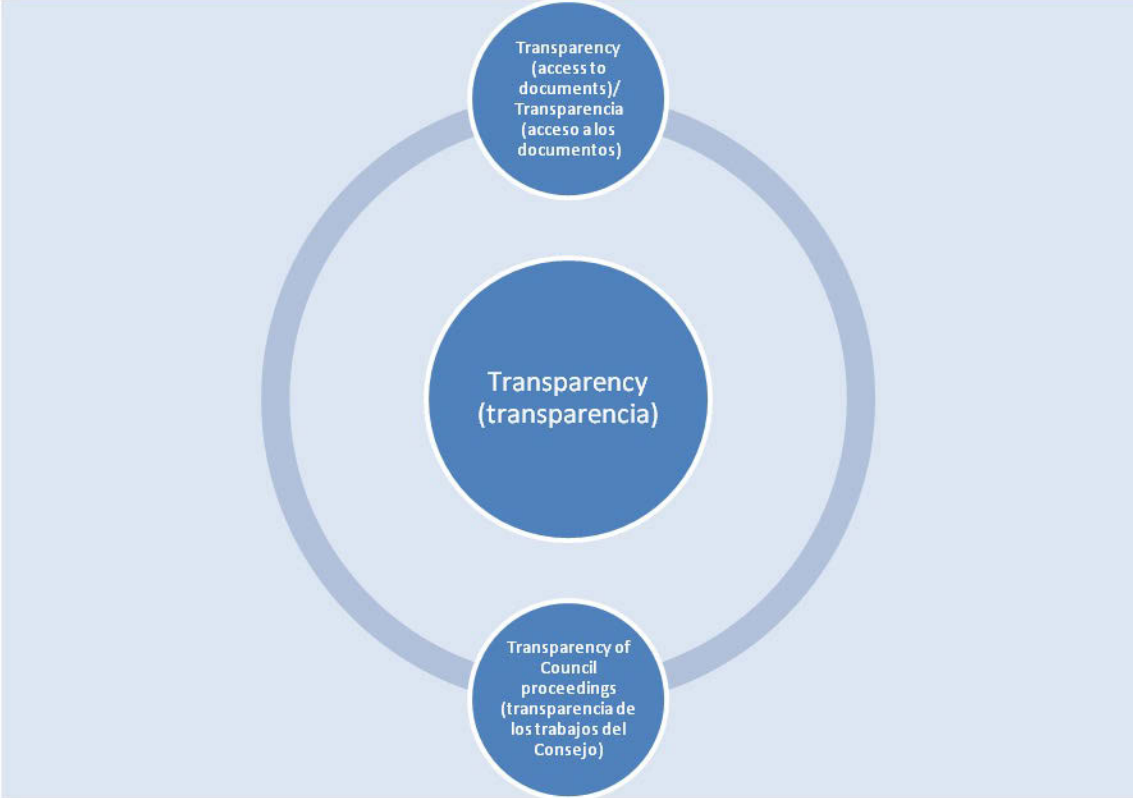 Transparency
(access to
documents)/
Transparencia
(acceso a los
documentos)
Transparency
(transparencia)
Transparency of
Council
proceedings
(transparencia de
los trabajos del
Consejo)